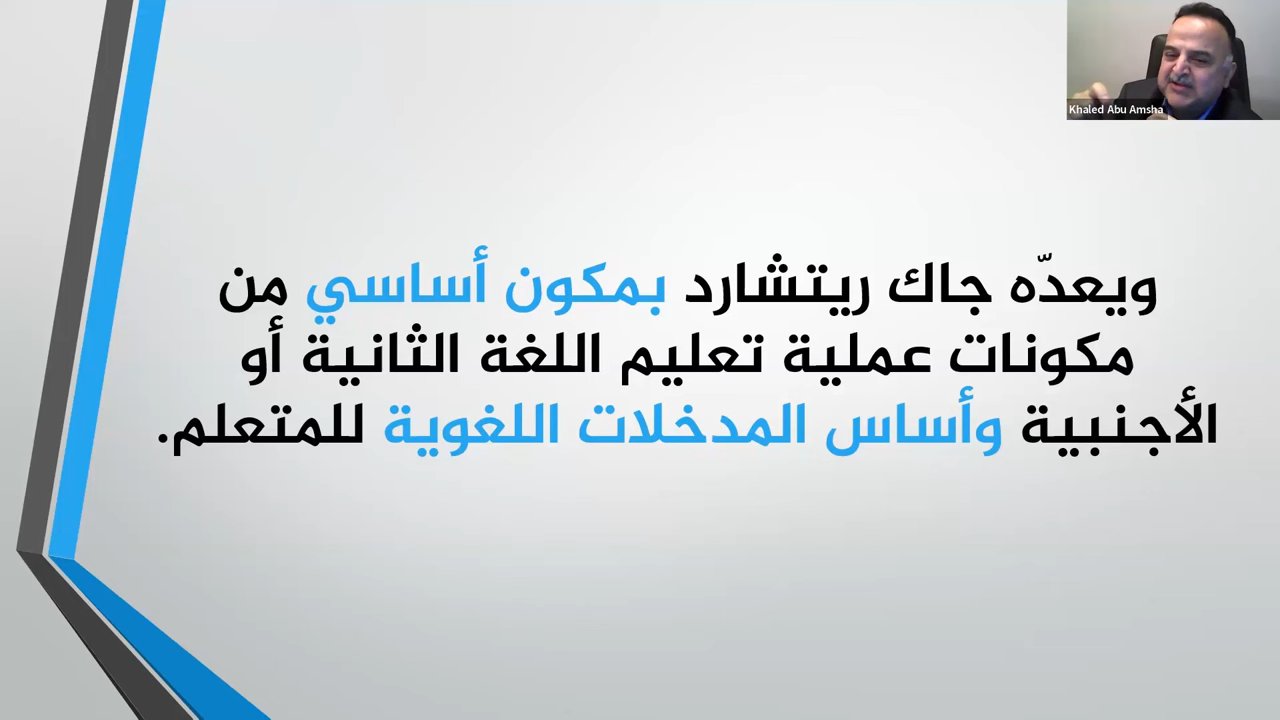 Khaled Abu Amsha
ويعدّه جاك ريتشارد بمكون أساسي من
مكونات عملية تعليم اللغة الثانية أو
الأجنبية وأساس المدخلات اللغوية للمتعلم.